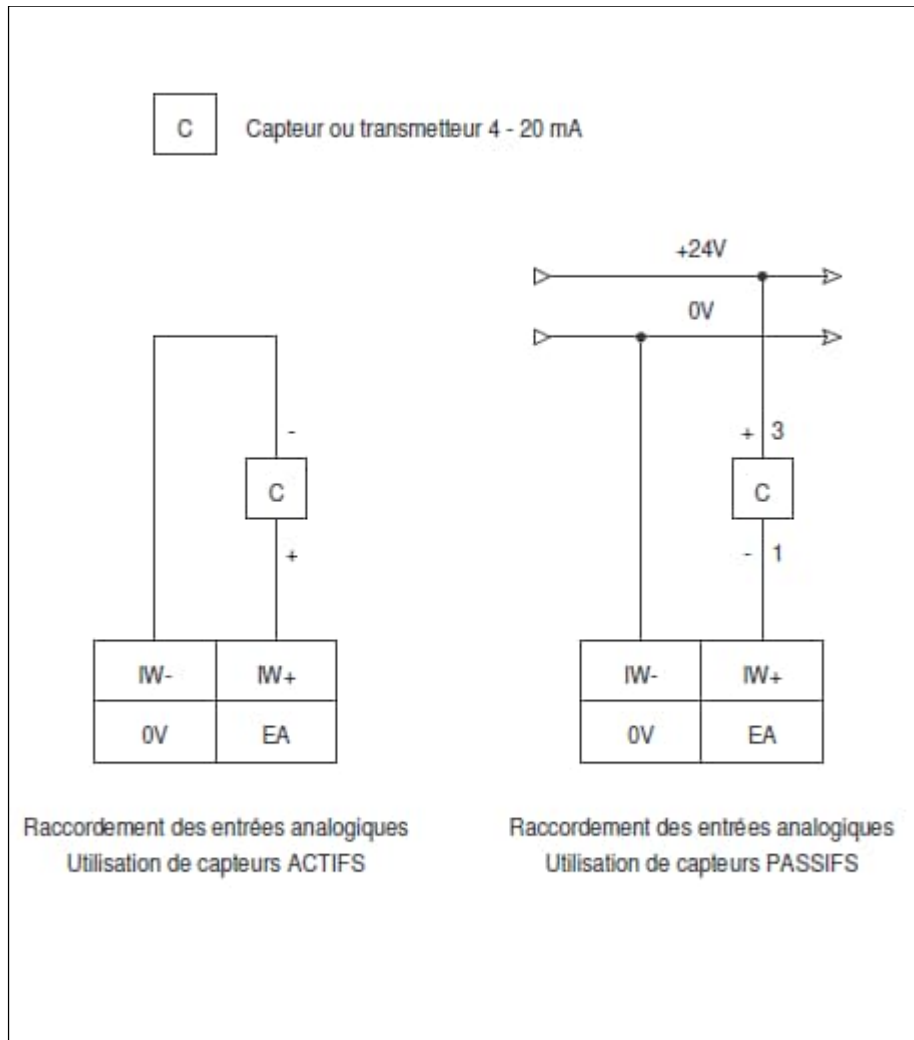 C Capteur ou transmetteur 4 - 20 mA
+24V
0V
-
C
+
+ 3
C
- 1
IW- IW+
0V EA
IW- IW+
0V EA
Raccordement des entrées analogiques
Utilisation de capteurs ACTIFS
Raccordement des entrées analogiques
Utilisation de capteurs PASSIFS